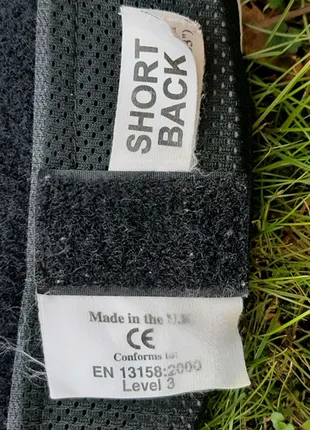 SHORT
BACK
Made in the U.K
CE
Conforms to:
EN 13158:2000
Level 3